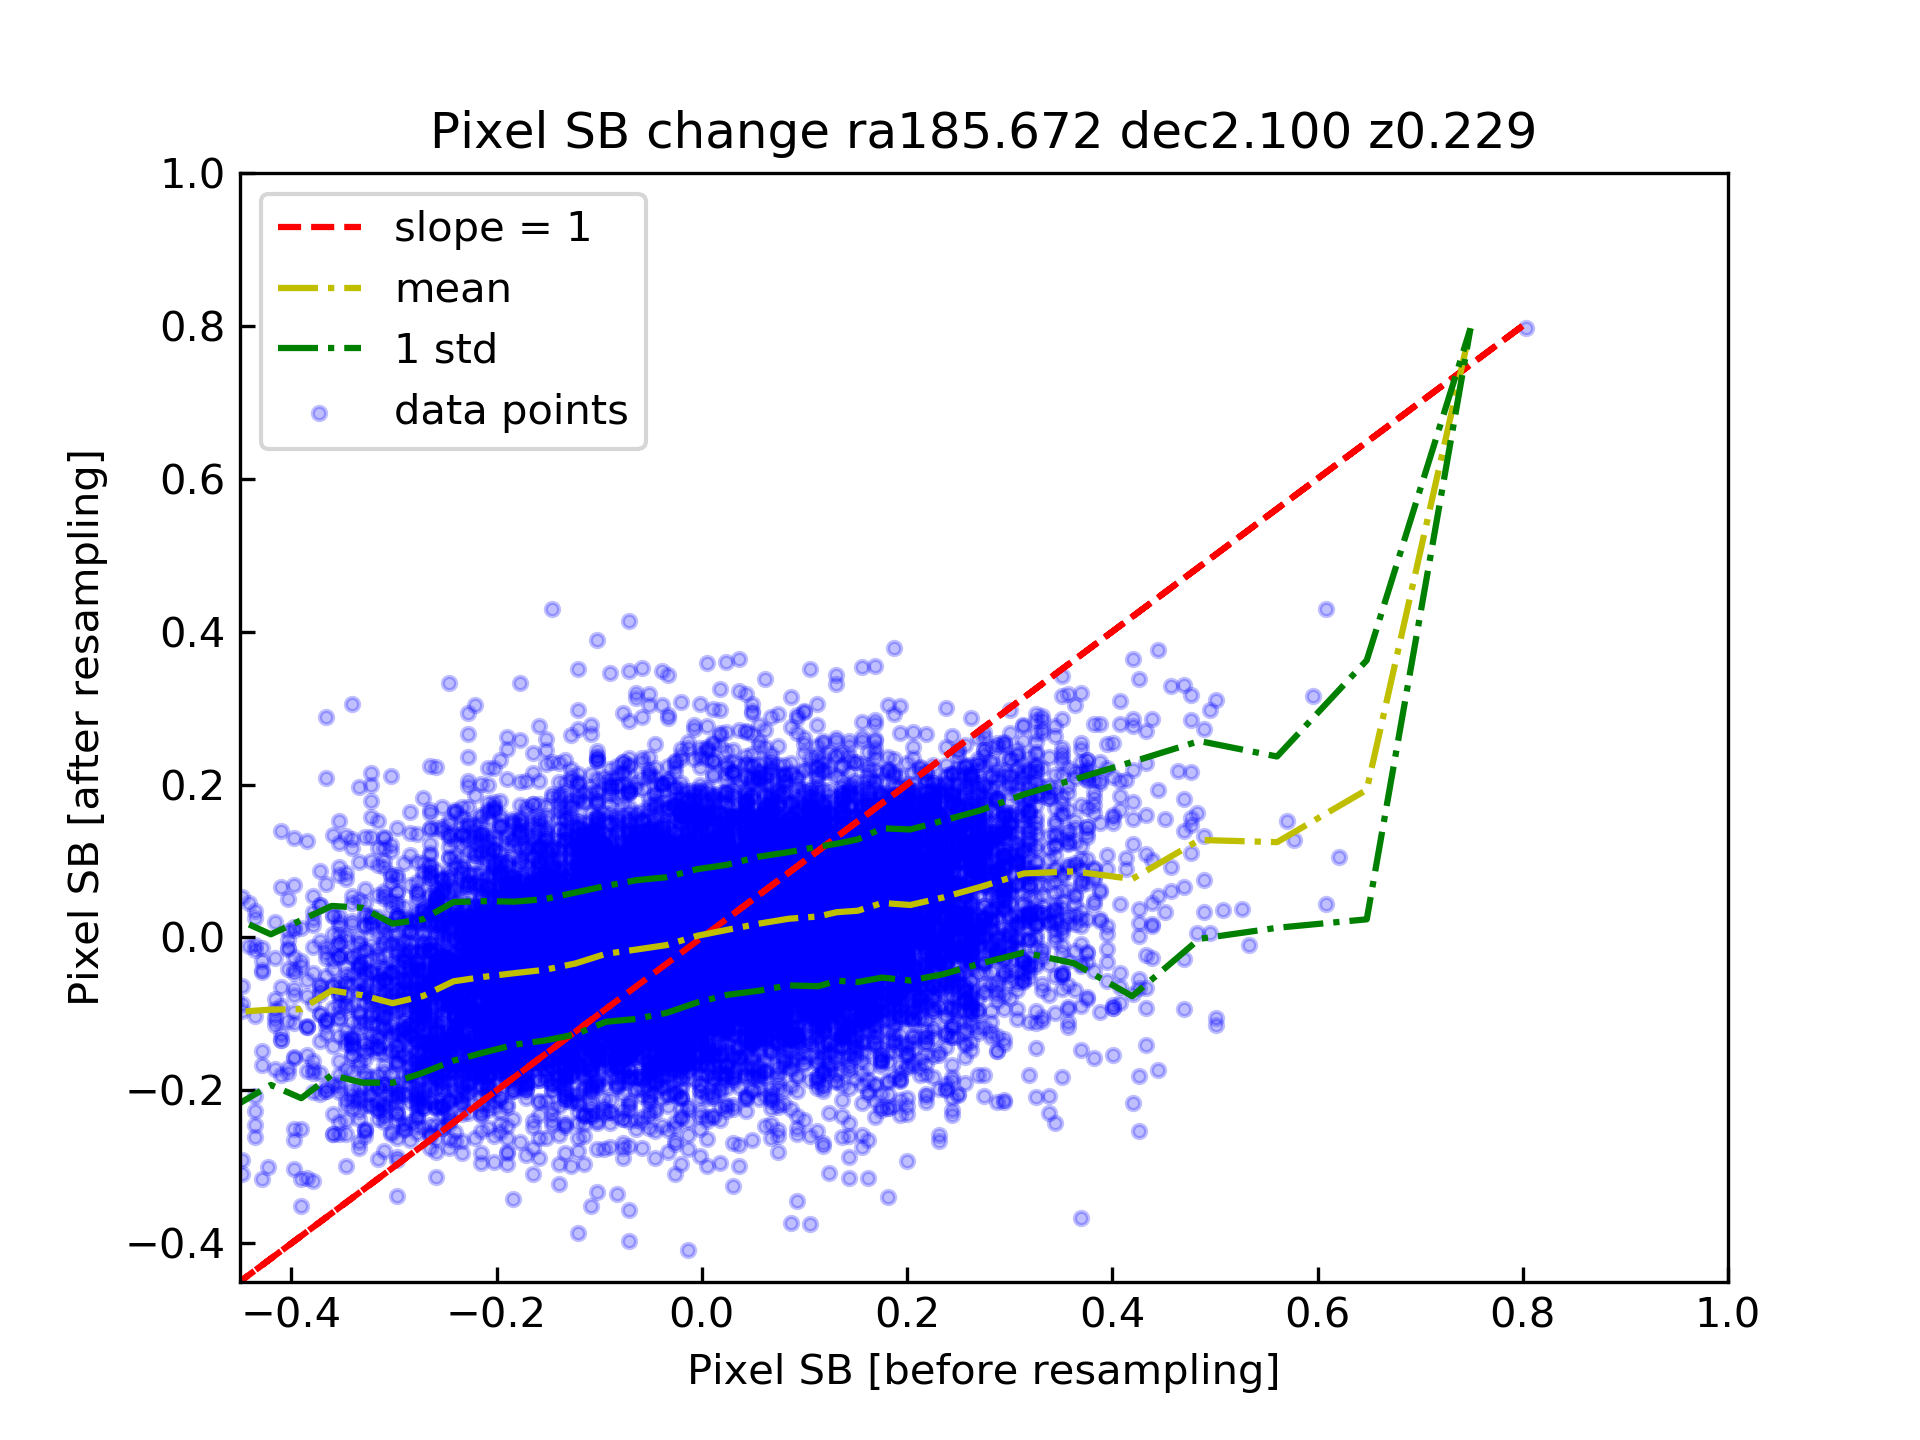 Pixel SB change ra185.672 dec2.100 z0.229
1.0
0.8
0.6
0.4
0.2
0.0
−0.2
−0.4
slope = 1
mean
1 std
data points
Pixel SB [after resampling]
−0.4 −0.2 0.0 0.2 0.4 0.6 0.8 1.0
Pixel SB [before resampling]